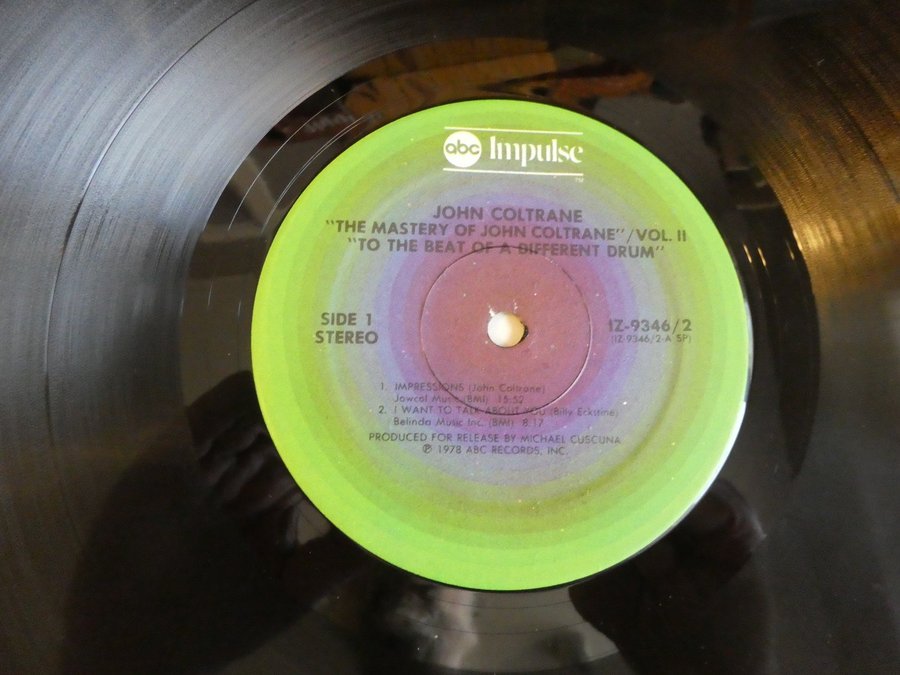 abc Impulse
TM
JOHN COLTRANE
"THE MASTERY OF JOHN COLTRANE"/VOL. II
"TO THE BEAT OF A DIFFERENT DRUM"
SIDE 1
STEREO
IZ-9346/2
(IZ-9346/2-A SP)
1. IMPRESSIONS (John Coltrane)
Jowcol Music (BMI) 15:52
2. I WANT TO TALK ABOUT YOU (Billy Eckstine)
Belinda Music Inc. (BMI) 8:17
PRODUCED FOR RELEASE BY MICHAEL CUSCUNA
℗ 1978 ABC RECORDS, INC.